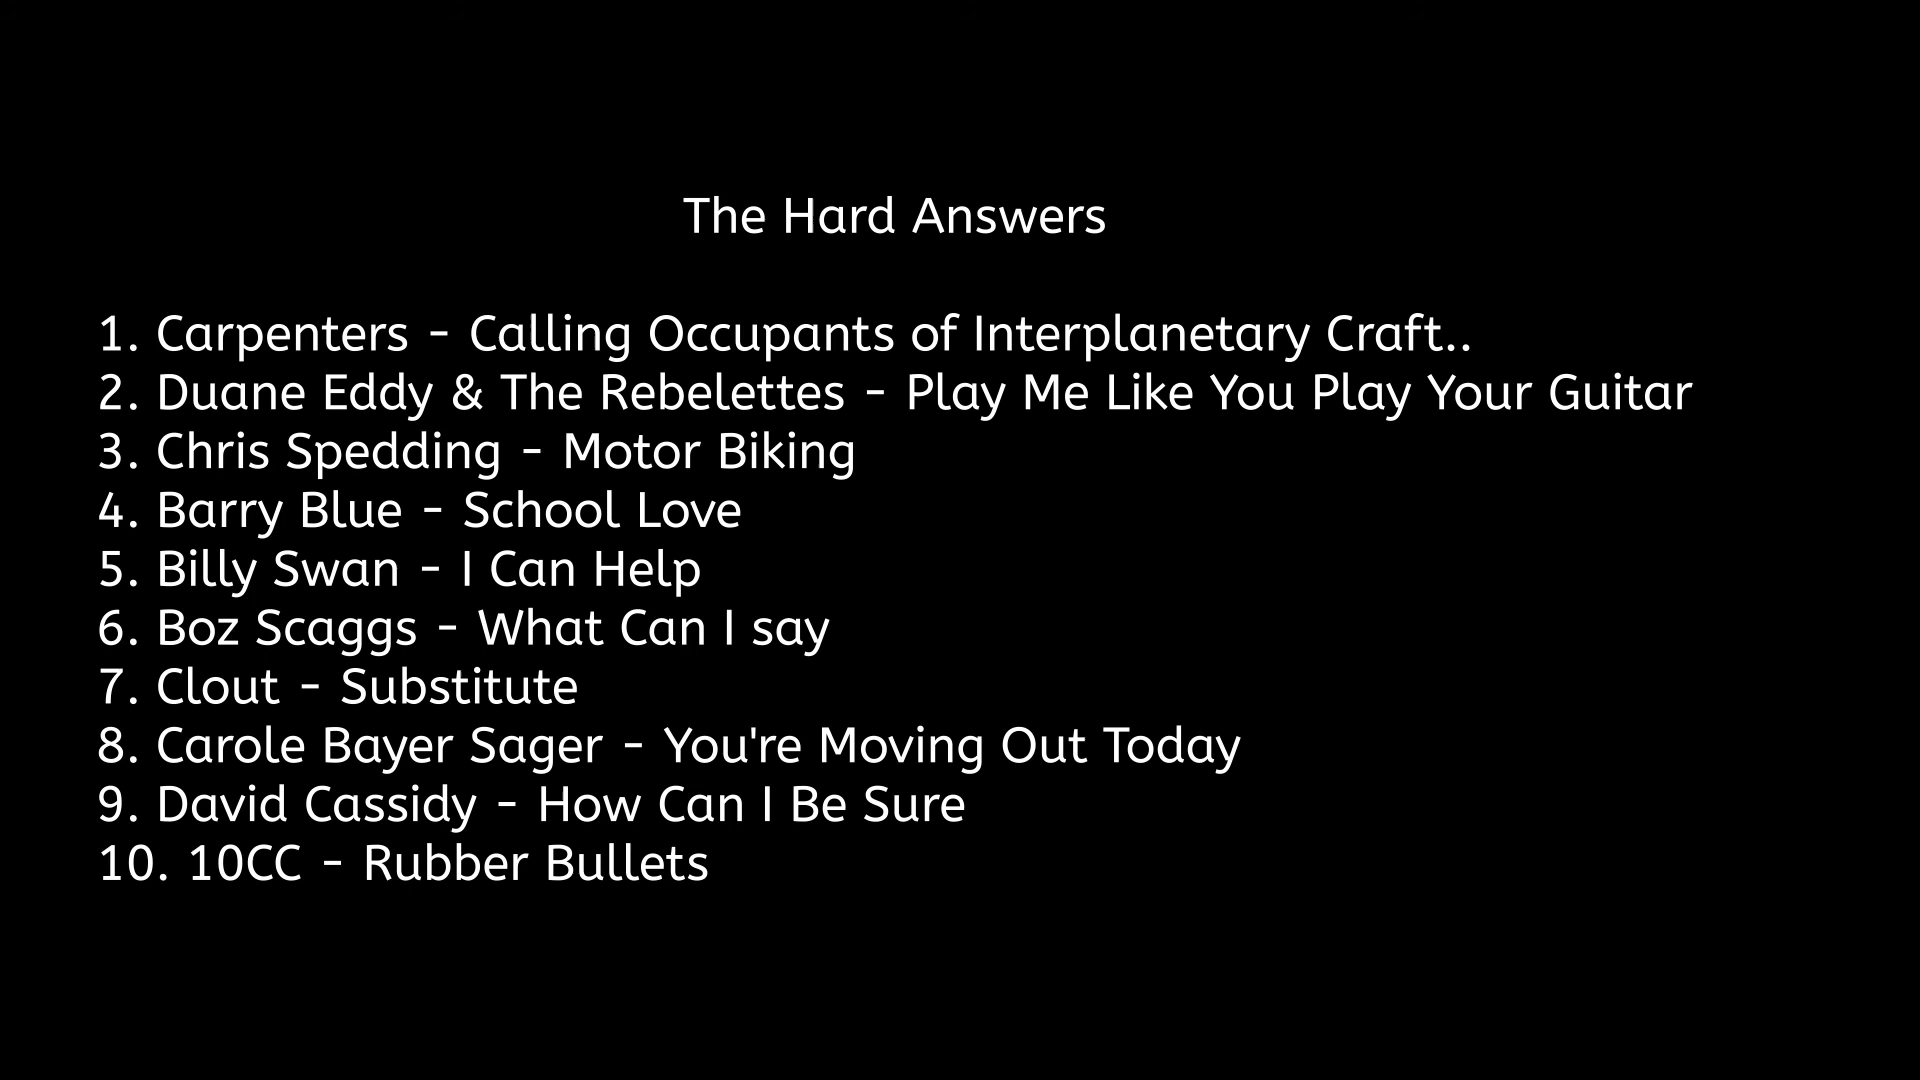 The Hard Answers
1. Carpenters - Calling Occupants of Interplanetary Craft..
2. Duane Eddy & The Rebelettes - Play Me Like You Play Your Guitar
3. Chris Spedding - Motor Biking
4. Barry Blue - School Love
5. Billy Swan - I Can Help
6. Boz Scaggs - What Can I say
7. Clout - Substitute
8. Carole Bayer Sager - You're Moving Out Today
9. David Cassidy - How Can I Be Sure
10. 10CC - Rubber Bullets